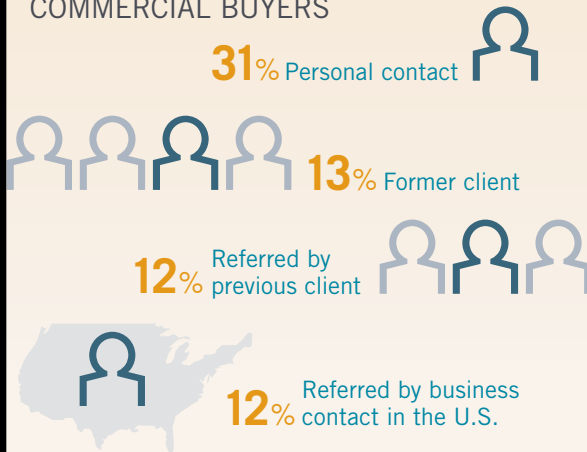 COMMERCIAL BUYERS
31% Personal contact
13% Former client
12% Referred by
previous client
12% Referred by business
contact in the U.S.